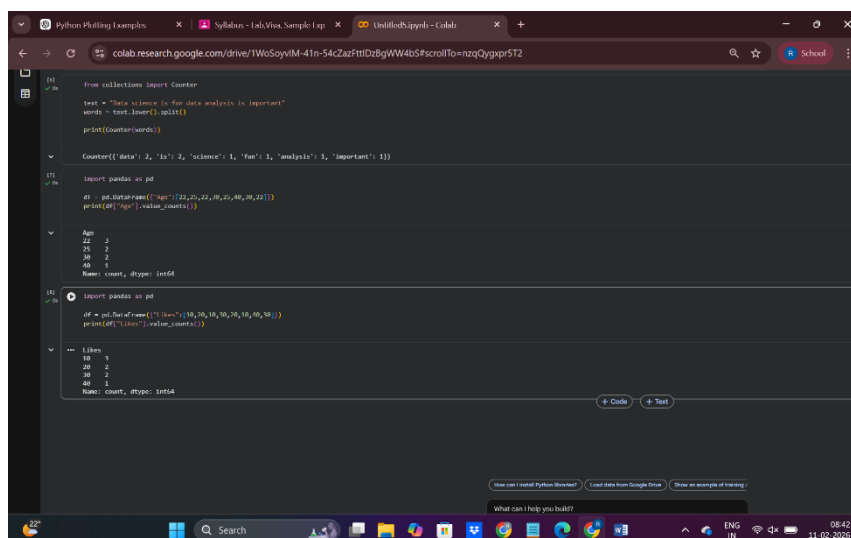 Python Plotting Examples
Syllabus - Lab,Viva, Sample Exp
Untitled5.ipynb - Colab
colab.research.google.com/drive/1WoSoyvIM-41n-54cZazFttIDzBgWW4bS#scrollTo=nzqQygxpr5T2
R School
[6]
from collections import Counter
text = "Data science is fun data analysis is important"
words = text.lower().split()
print(Counter(words))
Counter({'data': 2, 'is': 2, 'science': 1, 'fun': 1, 'analysis': 1, 'important': 1})
[7]
import pandas as pd
df = pd.DataFrame({"Age":[22,25,22,30,25,40,30,22]})
print(df["Age"].value_counts())
Age
22 3
25 2
30 2
40 1
Name: count, dtype: int64
[8]
import pandas as pd
df = pd.DataFrame({"Likes":[10,20,10,30,20,10,40,30]})
print(df["Likes"].value_counts())
Likes
10 3
20 2
30 2
40 1
Name: count, dtype: int64
+ Code + Text
How can I install Python libraries? Load data from Google Drive Show an example of training
What can I help you build?
22°
Search
ENG
IN
08:42
11-02-2026